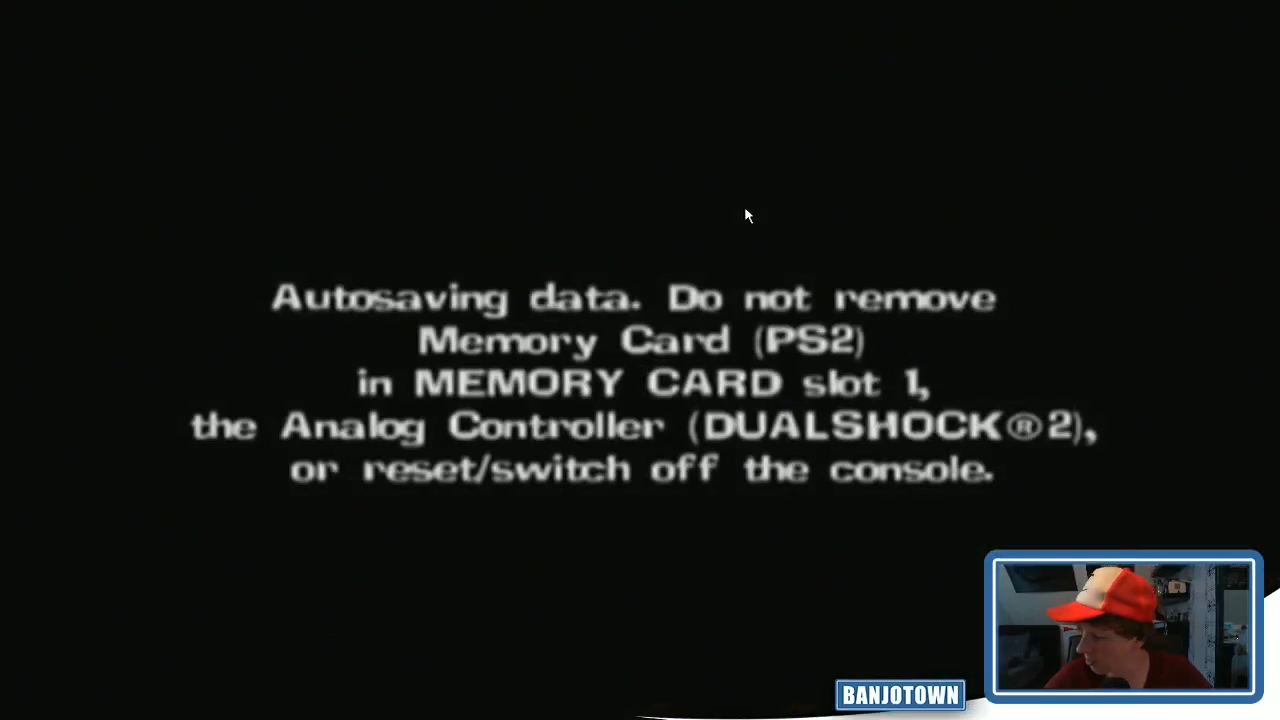 Autosaving data. Do not remove
Memory Card (PS2)
in MEMORY CARD slot 1,
the Analog Controller (DUALSHOCK®2),
or reset/switch off the console.
BANJOTOWN